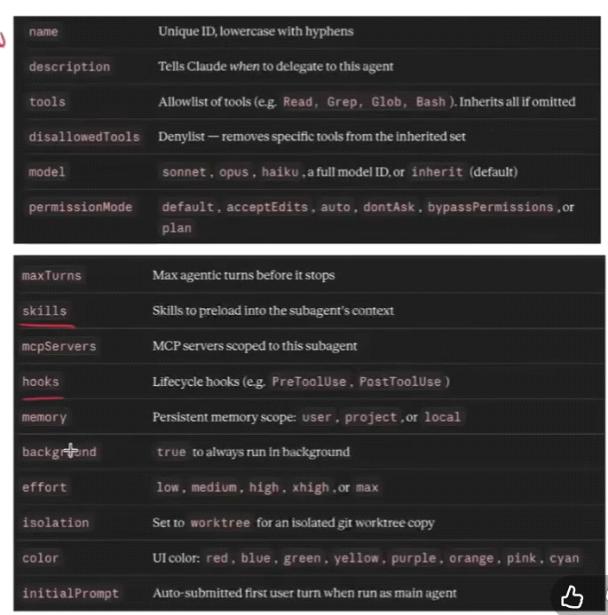 name Unique ID, lowercase with hyphens
description Tells Claude when to delegate to this agent
tools Allowlist of tools (e.g. Read, Grep, Glob, Bash ). Inherits all if omitted
disallowedTools Denylist — removes specific tools from the inherited set
model sonnet, opus, haiku, a full model ID, or inherit (default)
permissionMode default, acceptEdits, auto, dontAsk, bypassPermissions, or
plan
maxTurns Max agentic turns before it stops
skills Skills to preload into the subagent's context
mcpServers MCP servers scoped to this subagent
hooks Lifecycle hooks (e.g. PreToolUse, PostToolUse )
memory Persistent memory scope: user, project, or local
background true to always run in background
effort low, medium, high, xhigh, or max
isolation Set to worktree for an isolated git worktree copy
color UI color: red, blue, green, yellow, purple, orange, pink, cyan
initialPrompt Auto-submitted first user turn when run as main agent